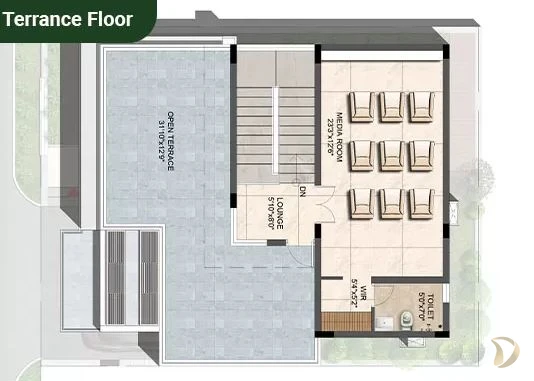 Terrance Floor
OPEN TERRACE
31'10"x12'9"
MEDIA ROOM
23'3"x12'6"
DN
LOUNGE
5'10"x8'0"
WIR
5'4"x5'2"
TOILET
5'0"x7'0"